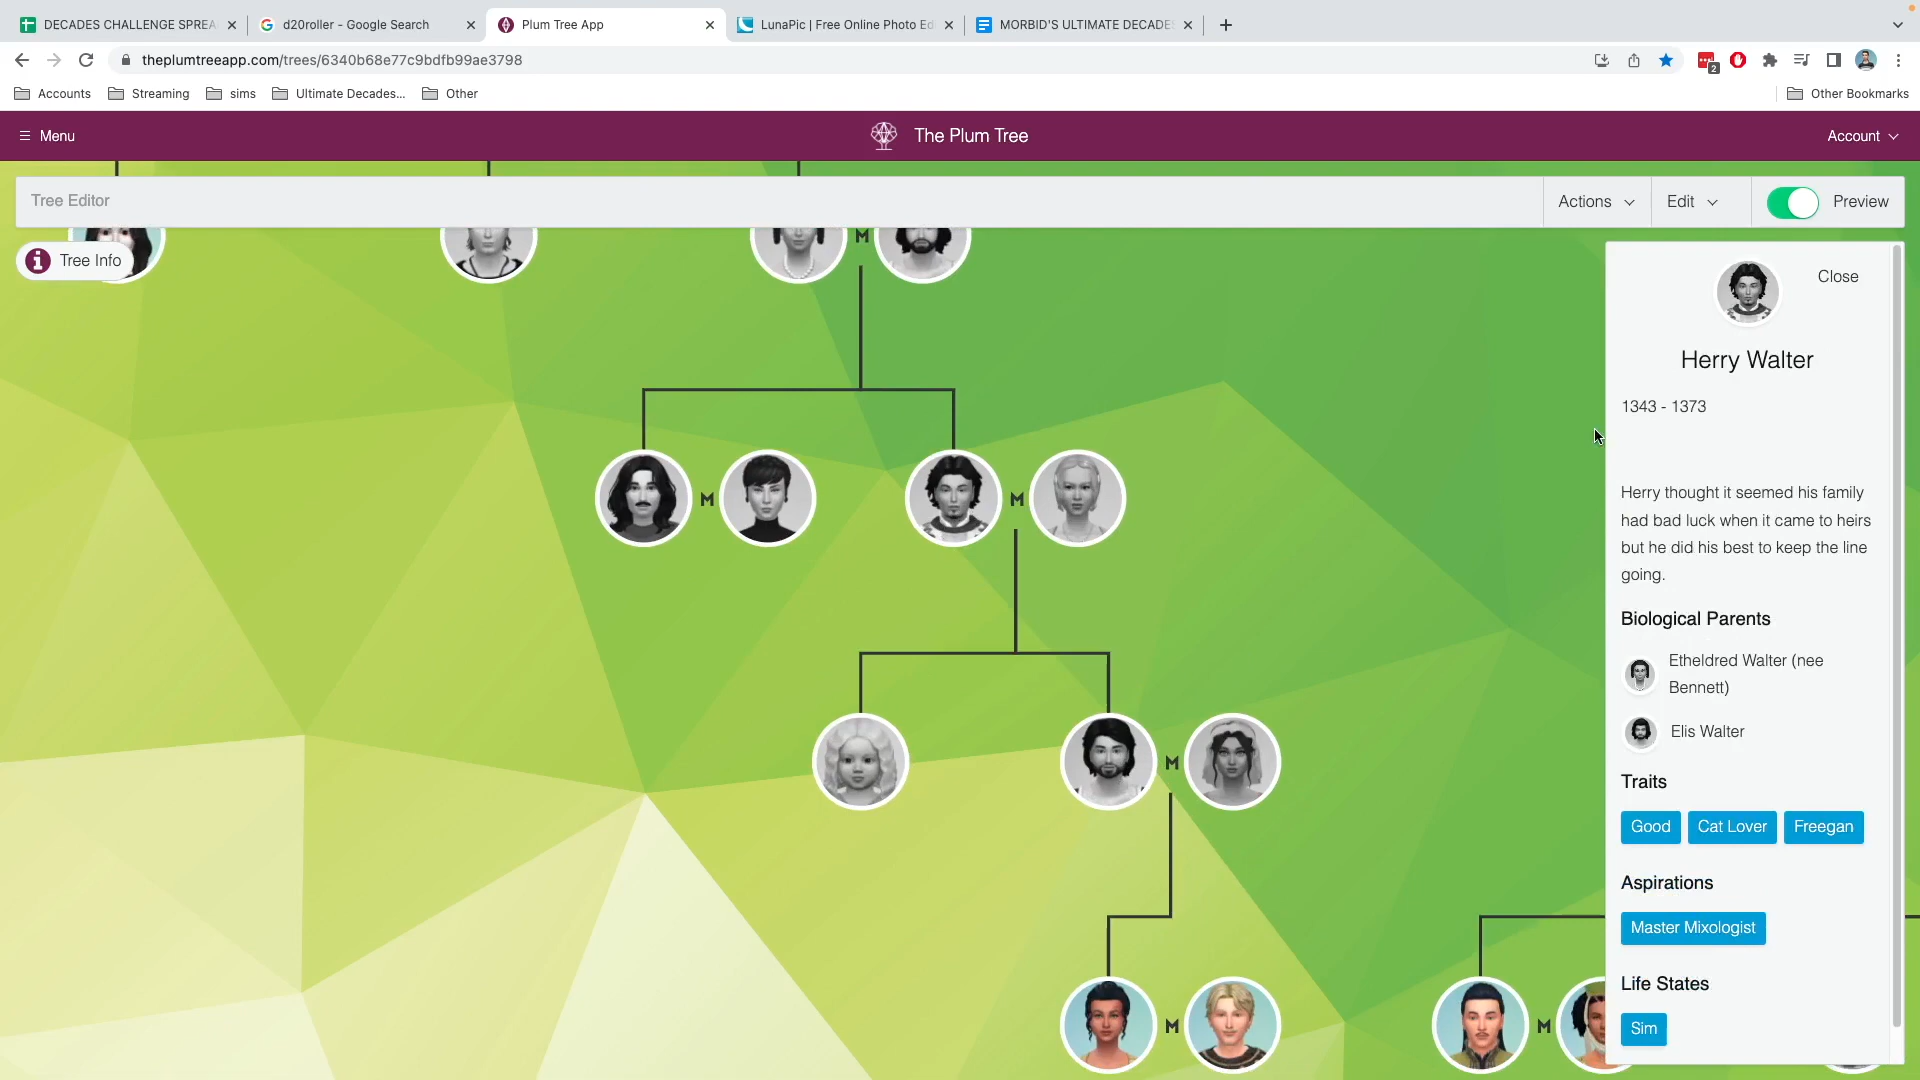 DECADES CHALLENGE SPREA
d20roller - Google Search
Plum Tree App
LunaPic | Free Online Photo Ed
MORBID'S ULTIMATE DECADES
theplumtreeapp.com/trees/6340b68e77c9bdfb99ae3798
2
Accounts
Streaming
sims
Ultimate Decades...
Other
Other Bookmarks
Menu
The Plum Tree
Account
Tree Editor
Actions
Edit
Preview
Tree Info
M
Close
Herry Walter
1343 - 1373
M
M
Herry thought it seemed his family
had bad luck when it came to heirs
but he did his best to keep the line
going.
Biological Parents
Etheldred Walter (nee
Bennett)
Elis Walter
M
Traits
Good
Cat Lover
Freegan
Aspirations
Master Mixologist
Life States
Sim
M
M